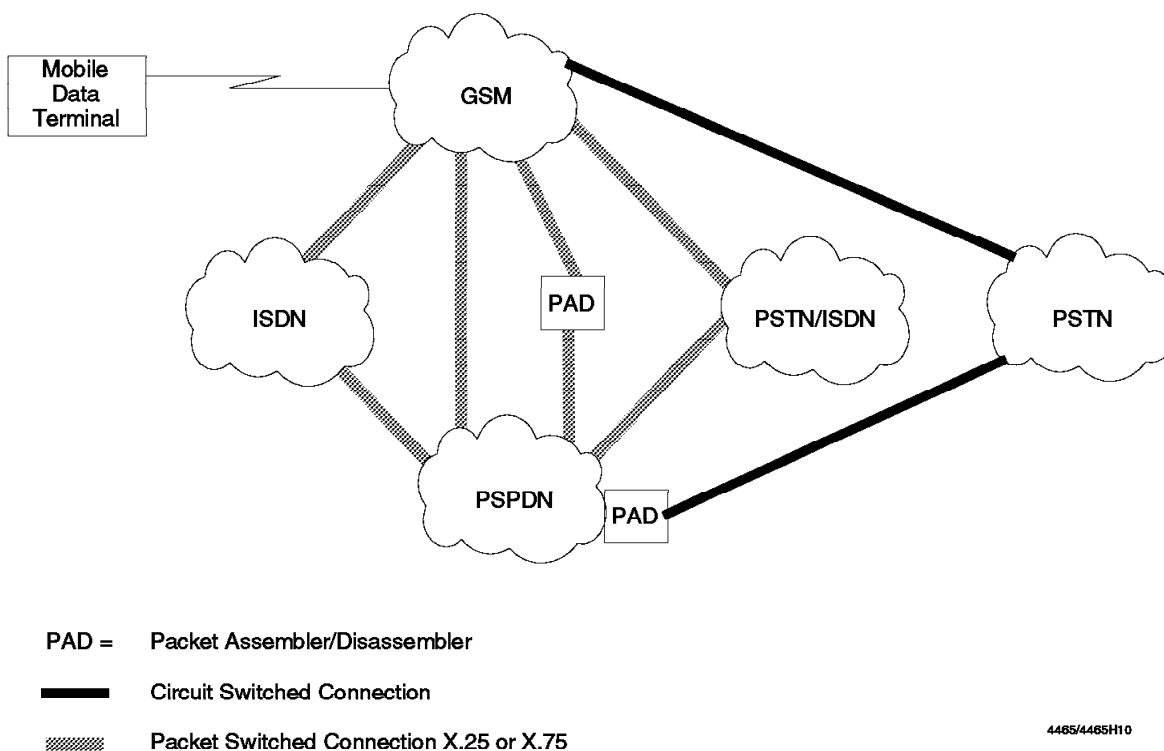 Mobile
Data
Terminal
GSM
ISDN
PAD
PSTN/ISDN
PSTN
PSPDN
PAD
PAD = Packet Assembler/Disassembler
Circuit Switched Connection
Packet Switched Connection X.25 or X.75
4465/4465H10